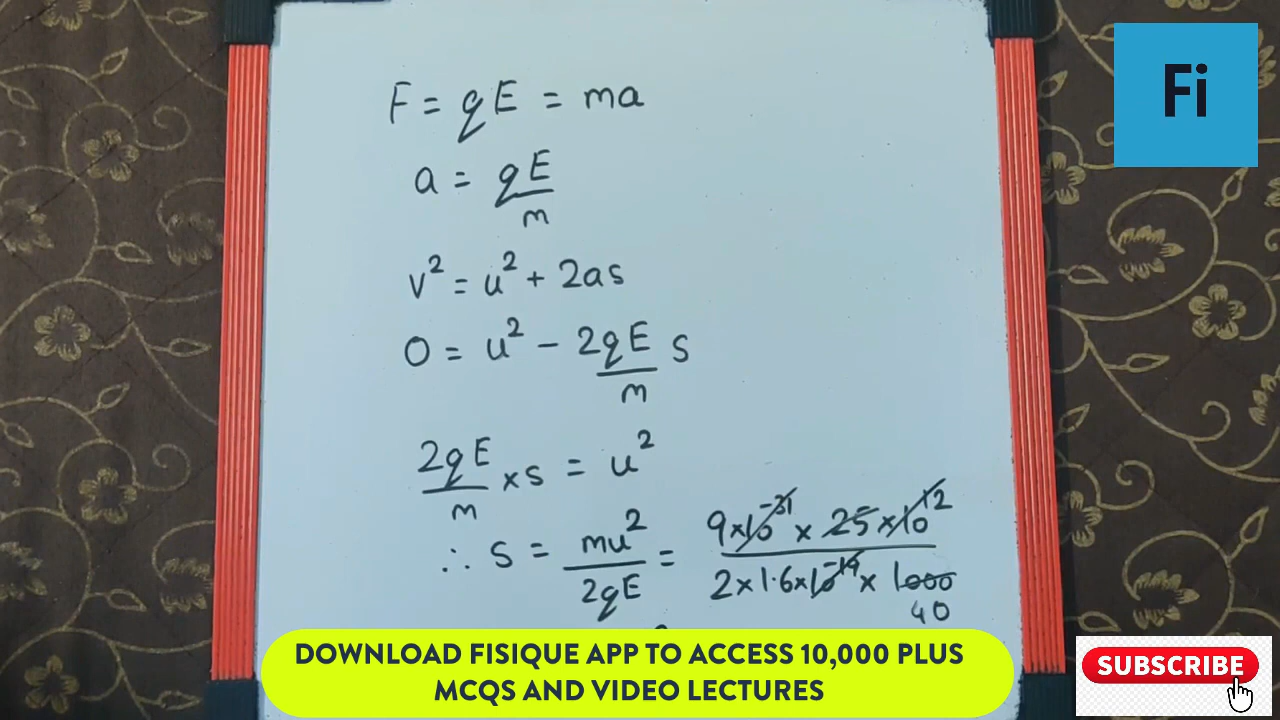 Fi
F = qE = ma
a = qE/m
v² = u² + 2as
0 = u² - 2qE/m s
2qE/m × s = u²
∴ s = mu²/2qE = 9×10⁻³¹ × 25×10¹²/2×1.6×10⁻¹⁹ × 1000
40
DOWNLOAD FISIQUE APP TO ACCESS 10,000 PLUS
MCQS AND VIDEO LECTURES
SUBSCRIBE